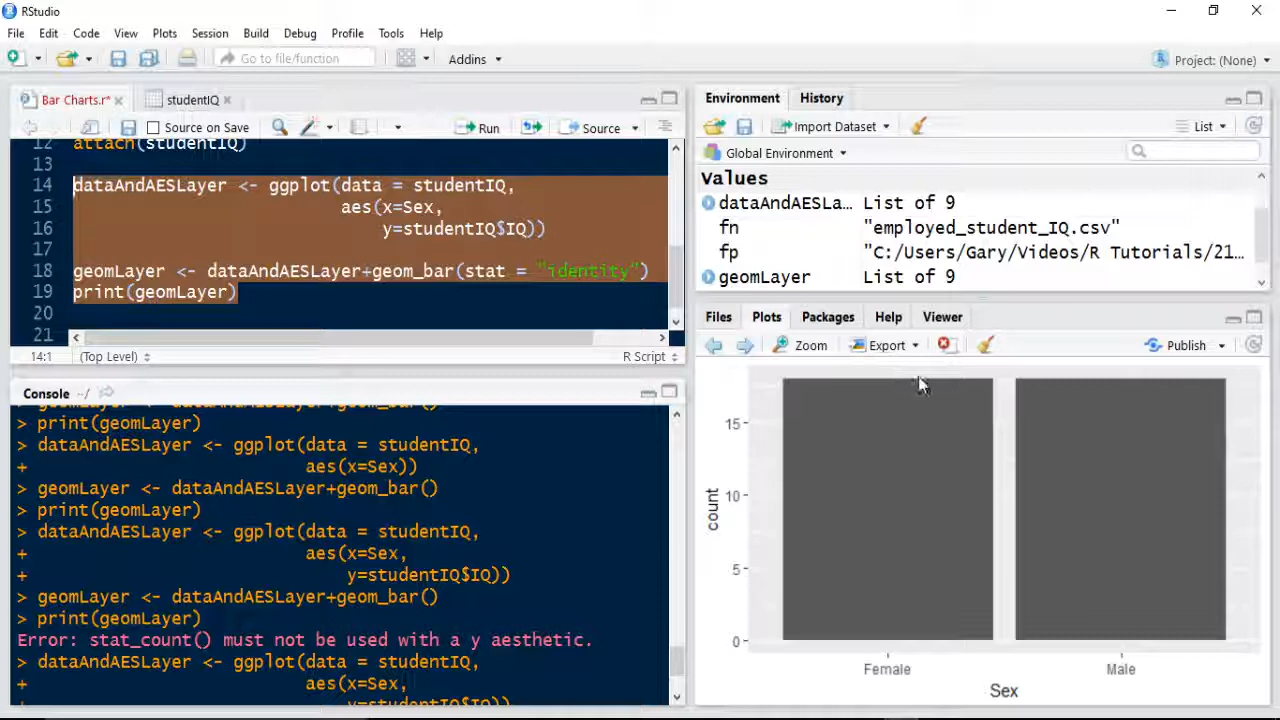 RStudio
File Edit Code View Plots Session Build Debug Profile Tools Help
Go to file/function Addins Project: (None)
Bar Charts.r* studentIQ
Source on Save Run Source
12 attach(studentIQ)
13
14 dataAndAESLayer <- ggplot(data = studentIQ,
15 aes(x=Sex,
16 y=studentIQ$IQ))
17
18 geomLayer <- dataAndAESLayer+geom_bar(stat = "identity")
19 print(geomLayer)
20
21
14:1 (Top Level) R Script
Console ~/
> geomLayer <- dataAndAESLayer+geom_bar()
> print(geomLayer)
> dataAndAESLayer <- ggplot(data = studentIQ,
+ aes(x=Sex))
> geomLayer <- dataAndAESLayer+geom_bar()
> print(geomLayer)
> dataAndAESLayer <- ggplot(data = studentIQ,
+ aes(x=Sex,
+ y=studentIQ$IQ))
> geomLayer <- dataAndAESLayer+geom_bar()
> print(geomLayer)
Error: stat_count() must not be used with a y aesthetic.
> dataAndAESLayer <- ggplot(data = studentIQ,
+ aes(x=Sex,
+ y=studentIQ$IQ))
Environment History
Import Dataset List
Global Environment
Values
dataAndAESLa... List of 9
fn "employed_student_IQ.csv"
fp "C:/Users/Gary/Videos/R Tutorials/21...
geomLayer List of 9
Files Plots Packages Help Viewer
Zoom Export Publish
15
10
5
0
count
Female Male
Sex